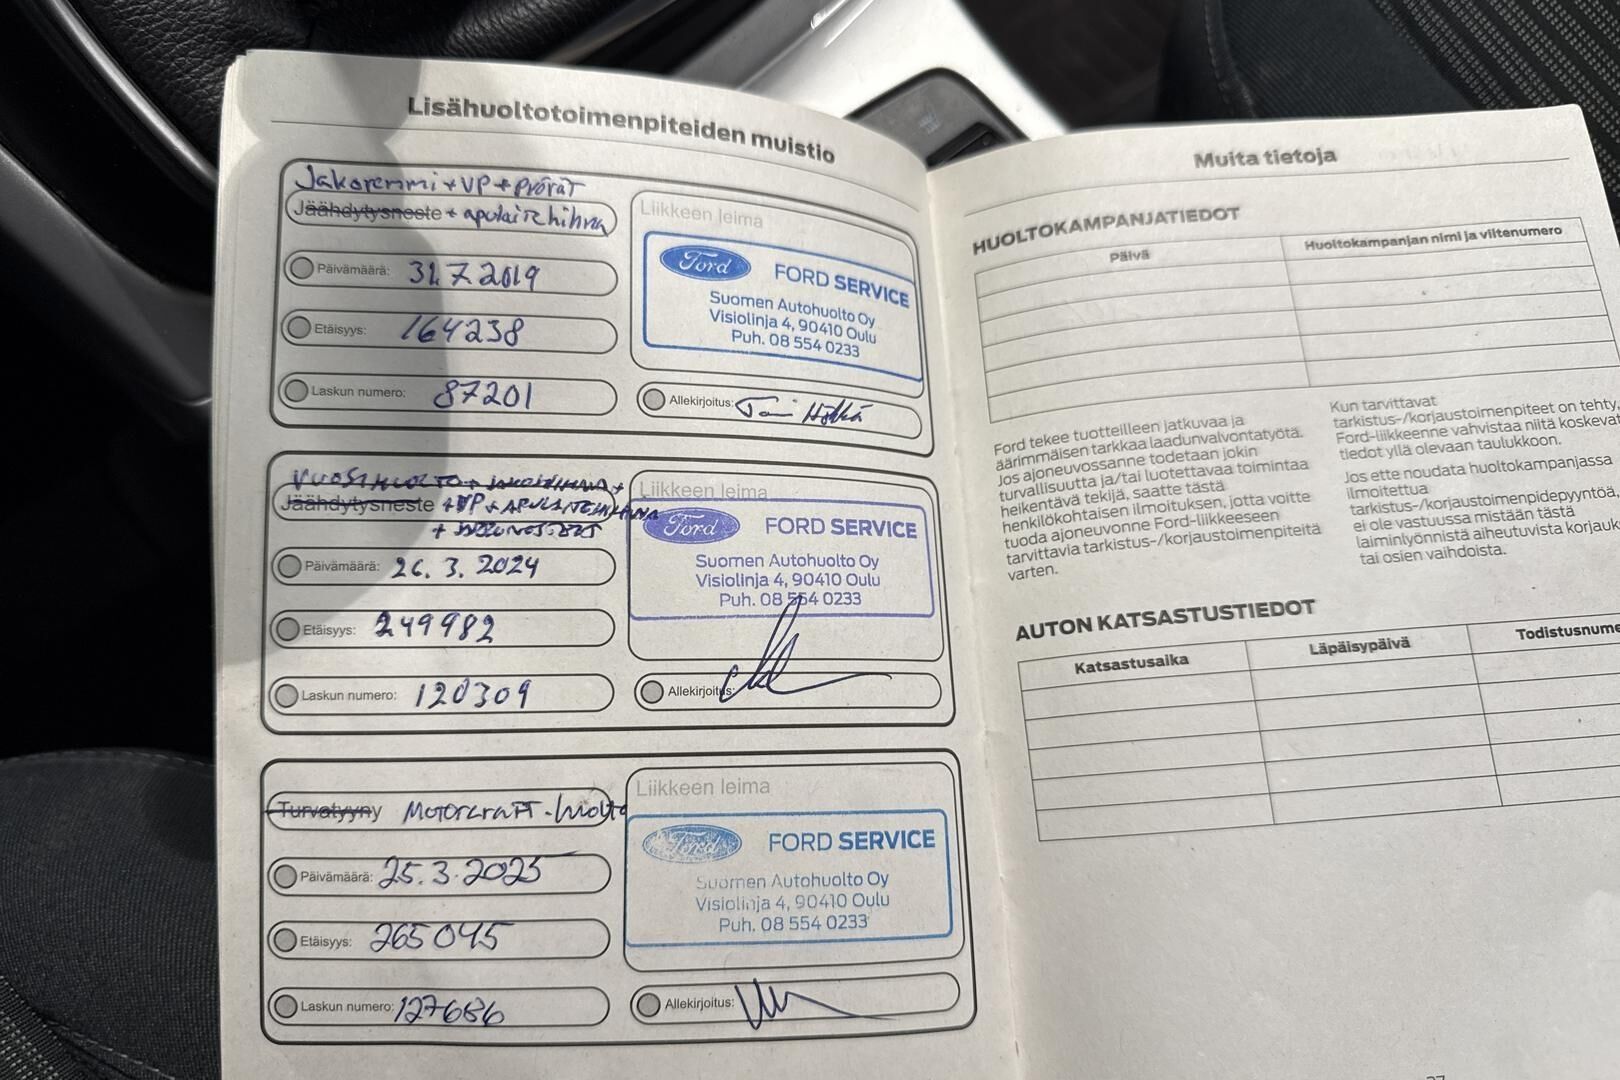 Lisähuoltotoimenpiteiden muistio
Jakoremmi + VP + pyörät
Jäähdytysneste + apulaitehihna
Päivämäärä: 31.7.2019
Etäisyys: 164238
Laskun numero: 87201
Liikkeen leima
Ford FORD SERVICE
Suomen Autohuolto Oy
Visiolinja 4, 90410 Oulu
Puh. 08 554 0233
Allekirjoitus:
VUOSIHUOLTO + JAKOHIHNA +
Jäähdytysneste + VP + APULAITEHIHNA
Päivämäärä: 26.3.2024
Etäisyys: 249982
Laskun numero: 120309
Liikkeen leima
Ford FORD SERVICE
Suomen Autohuolto Oy
Visiolinja 4, 90410 Oulu
Puh. 08 554 0233
Allekirjoitus:
Turvatyyny Motorcraft-huolto
Päivämäärä: 25.3.2025
Etäisyys: 265045
Laskun numero: 127686
Liikkeen leima
Ford FORD SERVICE
Suomen Autohuolto Oy
Visiolinja 4, 90410 Oulu
Puh. 08 554 0233
Allekirjoitus:
Muita tietoja
HUOLTOKAMPANJATIEDOT
Päivä Huoltokampanjan nimi ja viitenumero
Ford tekee tuotteilleen jatkuvaa ja
äärimmäisen tarkkaa laadunvalvontatyötä.
Jos ajoneuvossanne todetaan jokin
turvallisuutta ja/tai luotettavaa toimintaa
heikentävä tekijä, saatte tästä
henkilökohtaisen ilmoituksen, jotta voitte
tuoda ajoneuvonne Ford-liikkeeseen
tarvittavia tarkistus-/korjaustoimenpiteitä
varten.
Kun tarvittavat
tarkistus-/korjaustoimenpiteet on tehty,
Ford-liikkeenne vahvistaa niitä koskevat
tiedot yllä olevaan taulukkoon.
Jos ette noudata huoltokampanjassa
ilmoitettua
tarkistus-/korjaustoimenpidepyyntöä,
ei ole vastuussa mistään tästä
laiminlyönnistä aiheutuvista korjauks
tai osien vaihdoista.
AUTON KATSASTUSTIEDOT
Katsastusaika Läpäisypäivä Todistusnume